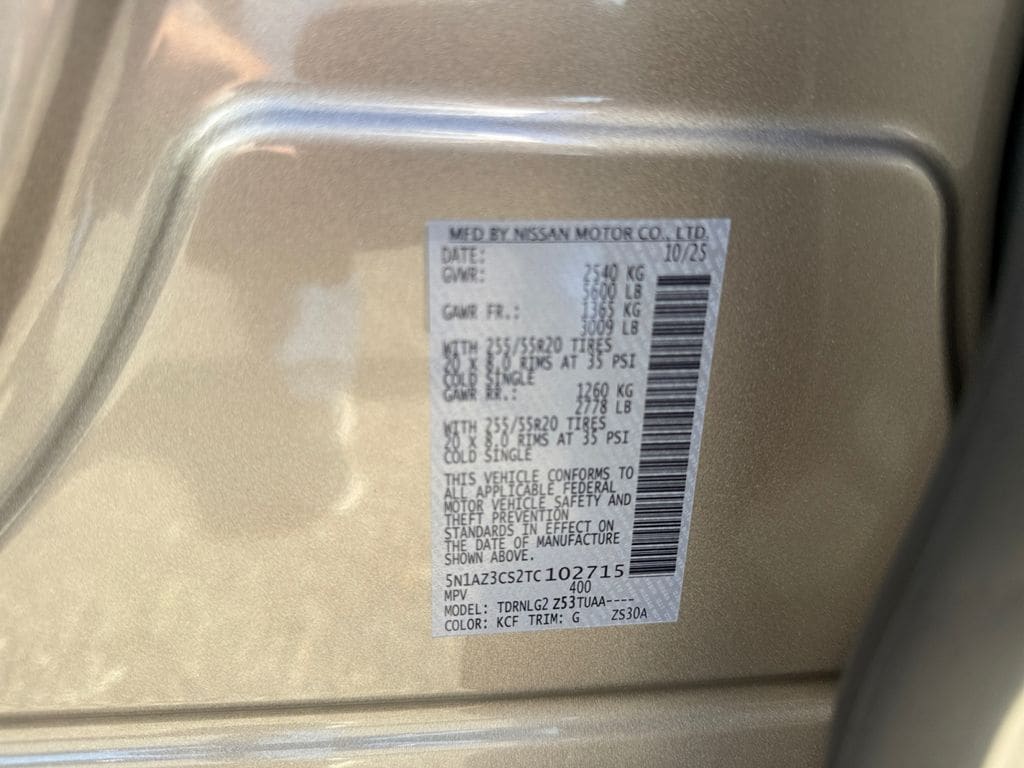 MFD BY NISSAN MOTOR CO., LTD.
DATE: 10/25
GVWR: 2540 KG
5600 LB
GAWR FR.: 1365 KG
3009 LB
WITH 255/55R20 TIRES
20 X 8.0 RIMS AT 35 PSI
COLD SINGLE
GAWR RR.: 1260 KG
2778 LB
WITH 255/55R20 TIRES
20 X 8.0 RIMS AT 35 PSI
COLD SINGLE
THIS VEHICLE CONFORMS TO
ALL APPLICABLE FEDERAL
MOTOR VEHICLE SAFETY AND
THEFT PREVENTION
STANDARDS IN EFFECT ON
THE DATE OF MANUFACTURE
SHOWN ABOVE.
5N1AZ3CS2TC102715
MPV 400
MODEL: TDRNLG2 Z53TUAA----
COLOR: KCF TRIM: G ZS30A